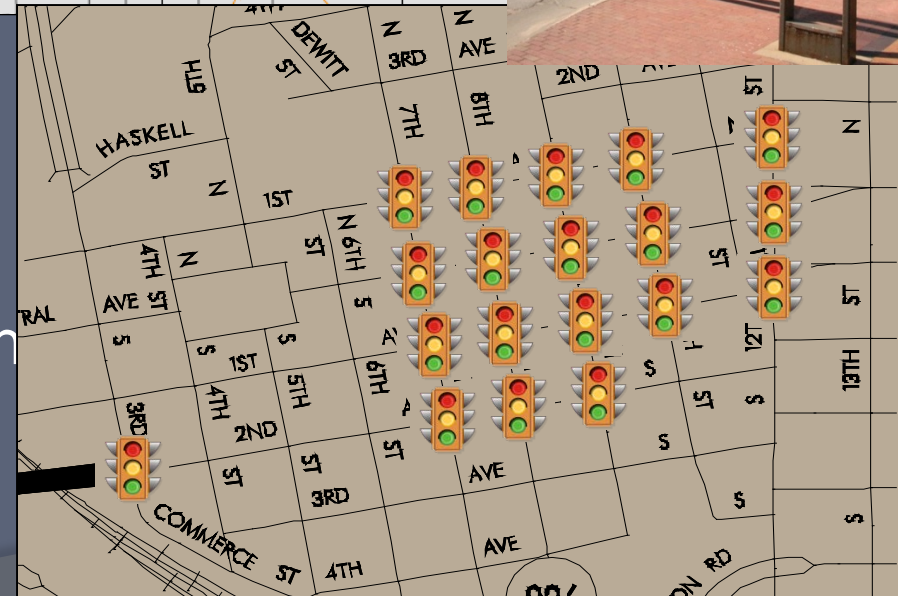 DEWITT
ST
N
N
3RD
AVE
2ND
9TH
ST
7TH
8TH
HASKELL
ST
N
N
1ST
N
4TH
N
ST
6TH
ST
AVE
ST
S
ST
S
S
1ST
S
12T
13TH
3RD
4TH
5TH
6TH
S
S
2ND
ST
S
ST
ST
ST
3RD
AVE
S
S
COMMERCE
ST
4TH
AVE
RD